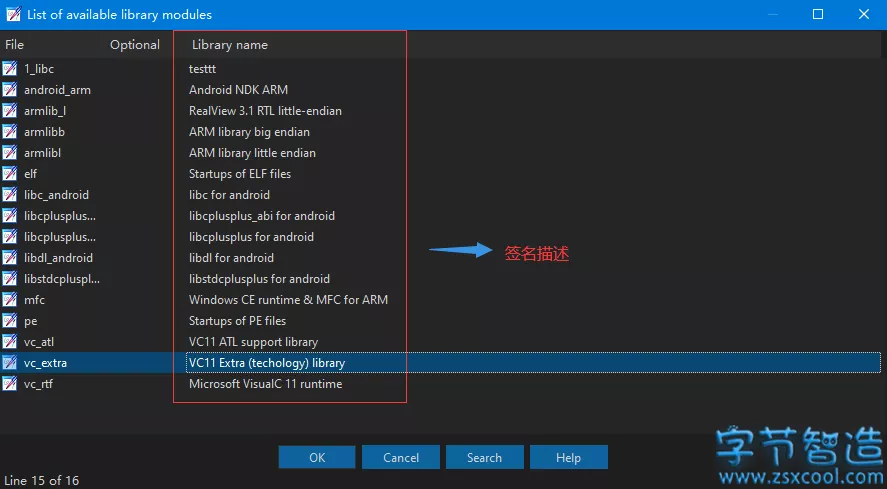 List of available library modules
File Optional Library name
1_libc testtt
android_arm Android NDK ARM
armlib_l RealView 3.1 RTL little-endian
armlibb ARM library big endian
armlibl ARM library little endian
elf Startups of ELF files
libc_android libc for android
libcplusplus... libcplusplus_abi for android
libcplusplus... libcplusplus for android
libdl_android libdl for android
libstdcpluspl... libstdcplusplus for android
mfc Windows CE runtime & MFC for ARM
pe Startups of PE files
vc_atl VC11 ATL support library
vc_extra VC11 Extra (techology) library
vc_rtf Microsoft VisualC 11 runtime
签名描述
OK Cancel Search Help
Line 15 of 16
字节智造
www.zsxcool.com